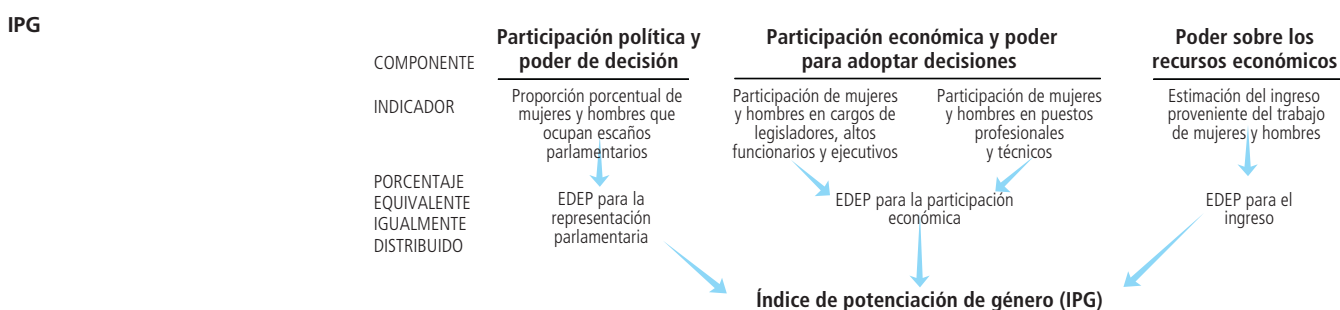 IPG
COMPONENTE
Participación política y
poder de decisión
Participación económica y poder
para adoptar decisiones
Poder sobre los
recursos económicos
INDICADOR
Proporción porcentual de
mujeres y hombres que
ocupan escaños
parlamentarios
Participación de mujeres
y hombres en cargos de
legisladores, altos
funcionarios y ejecutivos
Participación de mujeres
y hombres en puestos
profesionales
y técnicos
Estimación del ingreso
proveniente del trabajo
de mujeres y hombres
PORCENTAJE
EQUIVALENTE
IGUALMENTE
DISTRIBUIDO
EDEP para la
representación
parlamentaria
EDEP para la participación
económica
EDEP para el
ingreso
Índice de potenciación de género (IPG)